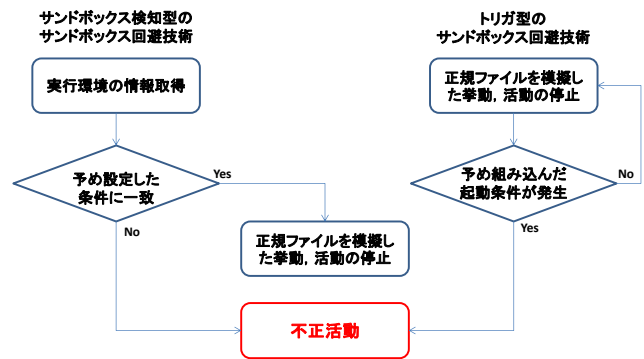 サンドボックス検知型の
サンドボックス回避技術
実行環境の情報取得
予め設定した
条件に一致
Yes
No
正規ファイルを模擬し
た挙動，活動の停止
トリガ型の
サンドボックス回避技術
正規ファイルを模擬し
た挙動，活動の停止
予め組み込んだ
起動条件が発生
No
Yes
不正活動